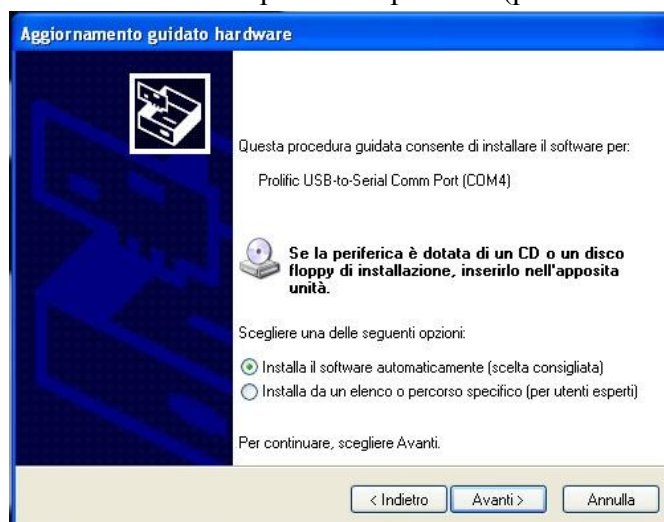 Aggiornamento guidato hardware
Questa procedura guidata consente di installare il software per:
Prolific USB-to-Serial Comm Port (COM4)
Se la periferica è dotata di un CD o un disco
floppy di installazione, inserirlo nell'apposita
unità.
Scegliere una delle seguenti opzioni:
Installa il software automaticamente (scelta consigliata)
Installa da un elenco o percorso specifico (per utenti esperti)
Per continuare, scegliere Avanti.
< Indietro Avanti > Annulla